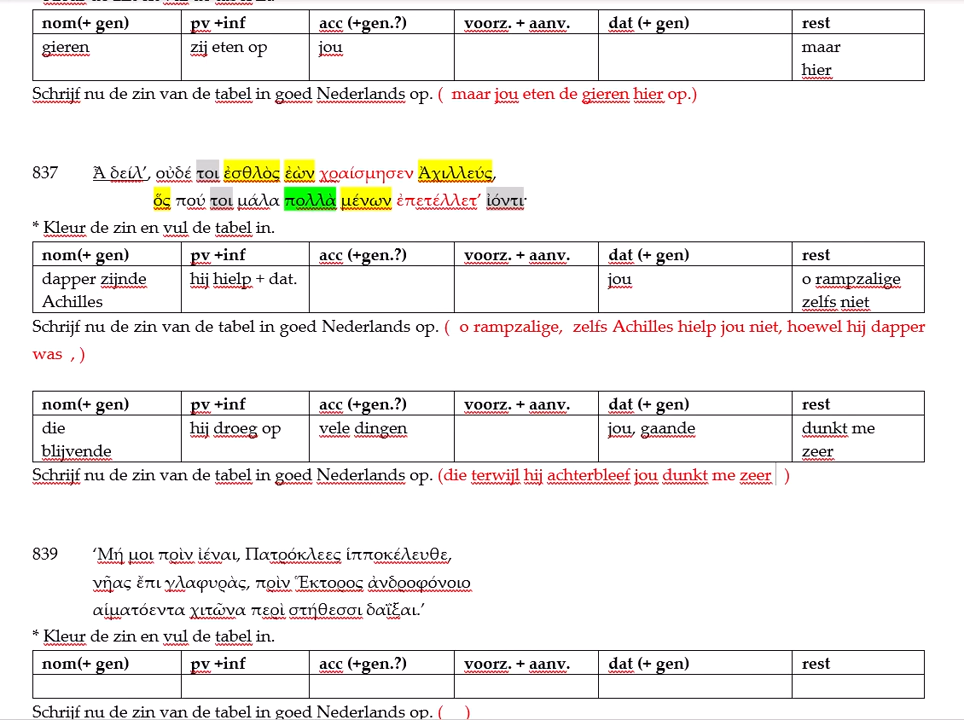 nom(+ gen) pv +inf acc (+gen.?) voorz. + aanv. dat (+ gen) rest
gieren zij eten op jou maar
hier
Schrijf nu de zin van de tabel in goed Nederlands op. ( maar jou eten de gieren hier op.)
837 Ἆ δείλ’, οὐδέ τοι ἐσθλὸς ἐὼν χραίσμησεν Ἀχιλλεύς,
ὅς πού τοι μάλα πολλὰ μένων ἐπετέλλετ’ ἰόντι·
* Kleur de zin en vul de tabel in.
nom(+ gen) pv +inf acc (+gen.?) voorz. + aanv. dat (+ gen) rest
dapper zijnde hij hielp + dat. jou o rampzalige
Achilles zelfs niet
Schrijf nu de zin van de tabel in goed Nederlands op. ( o rampzalige, zelfs Achilles hielp jou niet, hoewel hij dapper
was , )
nom(+ gen) pv +inf acc (+gen.?) voorz. + aanv. dat (+ gen) rest
die hij droeg op vele dingen jou, gaande dunkt me
blijvende zeer
Schrijf nu de zin van de tabel in goed Nederlands op. (die terwijl hij achterbleef jou dunkt me zeer )
839 ‘Μή μοι πρὶν ἰέναι, Πατρόκλεες ἱπποκέλευθε,
νῆας ἔπι γλαφυρὰς, πρὶν Ἕκτορος ἀνδροφόνοιο
αἱματόεντα χιτῶνα περὶ στήθεσσι δαΐξαι.’
* Kleur de zin en vul de tabel in.
nom(+ gen) pv +inf acc (+gen.?) voorz. + aanv. dat (+ gen) rest
Schrijf nu de zin van de tabel in goed Nederlands op. ( )